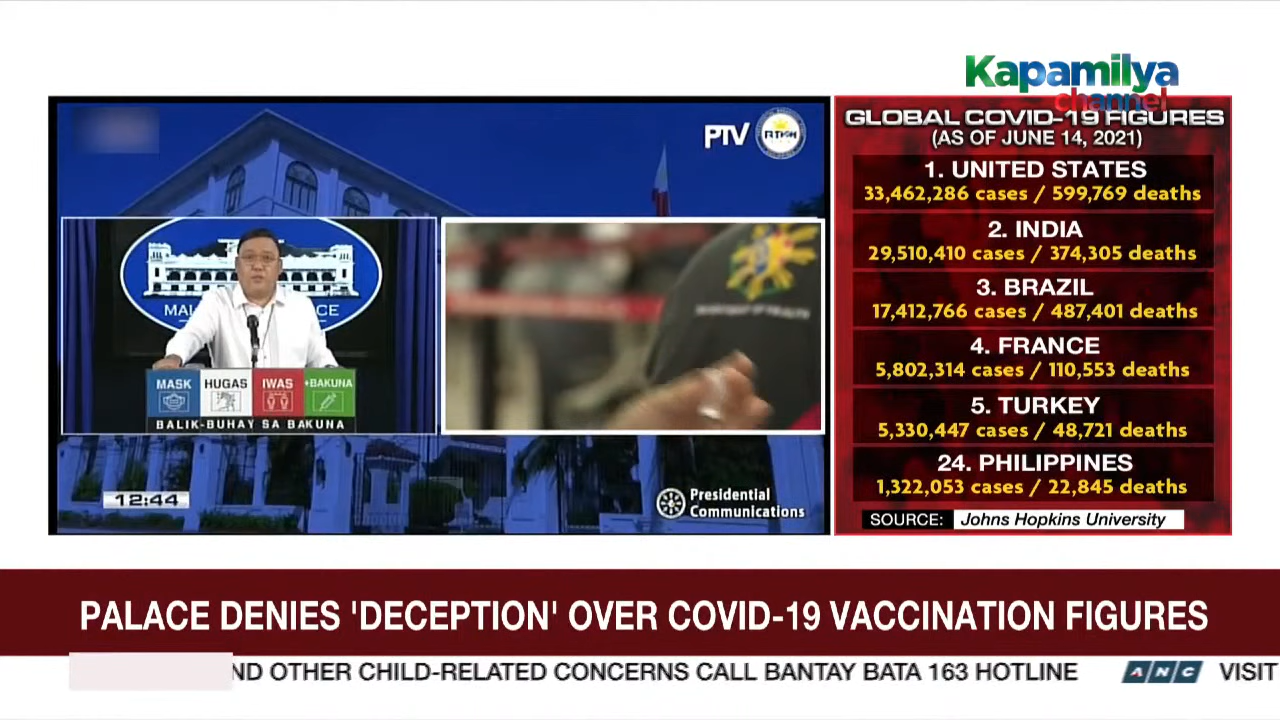 Kapamilya
channel
PTV
RTVM
GLOBAL COVID-19 FIGURES
(AS OF JUNE 14, 2021)
1. UNITED STATES
33,462,286 cases / 599,769 deaths
2. INDIA
29,510,410 cases / 374,305 deaths
3. BRAZIL
17,412,766 cases / 487,401 deaths
4. FRANCE
5,802,314 cases / 110,553 deaths
5. TURKEY
5,330,447 cases / 48,721 deaths
24. PHILIPPINES
1,322,053 cases / 22,845 deaths
SOURCE: Johns Hopkins University
MASK HUGAS IWAS +BAKUNA
BALIK-BUHAY SA BAKUNA
12:44
Presidential
Communications
PALACE DENIES 'DECEPTION' OVER COVID-19 VACCINATION FIGURES
ND OTHER CHILD-RELATED CONCERNS CALL BANTAY BATA 163 HOTLINE ANC VISIT